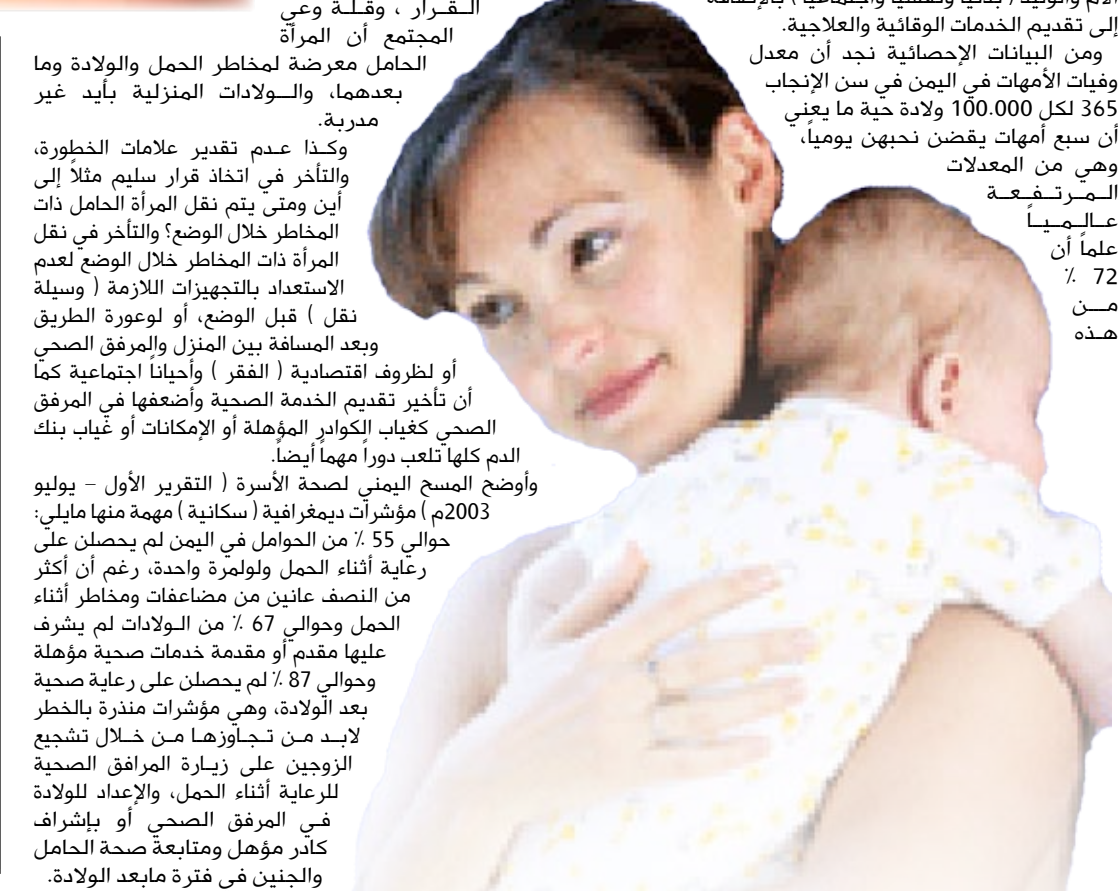 الأم والوليد ( بدنياً ونفسياً واجتماعياً ) بالإضافة
إلى تقديم الخدمات الوقائية والعلاجية.
ومن البيانات الإحصائية نجد أن معدل
وفيات الأمهات في اليمن في سن الإنجاب
365 لكل 100.000 ولادة حية ما يعني
أن سبع أمهات يقضن نحبهن يومياً،
وهي من المعدلات
المرتفعة
عالمياً
علماً أن
72 ٪
من
هذه
القرار ، وقلة وعي
المجتمع أن المرأة
الحامل معرضة لمخاطر الحمل والولادة وما
بعدهما، والولادات المنزلية بأيد غير
مدربة.
وكذا عدم تقدير علامات الخطورة،
والتأخر في اتخاذ قرار سليم مثلاً إلى
أين ومتى يتم نقل المرأة الحامل ذات
المخاطر خلال الوضع؟ والتأخر في نقل
المرأة ذات المخاطر خلال الوضع لعدم
الاستعداد بالتجهيزات اللازمة ( وسيلة
نقل ) قبل الوضع، أو لوعورة الطريق
وبعد المسافة بين المنزل والمرفق الصحي
أو لظروف اقتصادية ( الفقر ) وأحياناً اجتماعية كما
أن تأخير تقديم الخدمة الصحية وأضعفها في المرفق
الصحي كغياب الكوادر المؤهلة أو الإمكانات أو غياب بنك
الدم كلها تلعب دوراً مهماً أيضاً.
وأوضح المسح اليمني لصحة الأسرة ( التقرير الأول – يوليو
2003م ) مؤشرات ديمغرافية ( سكانية ) مهمة منها مايلي:
حوالي 55 ٪ من الحوامل في اليمن لم يحصلن على
رعاية أثناء الحمل ولولمرة واحدة، رغم أن أكثر
من النصف عانين من مضاعفات ومخاطر أثناء
الحمل وحوالي 67 ٪ من الولادات لم يشرف
عليها مقدم أو مقدمة خدمات صحية مؤهلة
وحوالي 87 ٪ لم يحصلن على رعاية صحية
بعد الولادة، وهي مؤشرات منذرة بالخطر
لابد من تجاوزها من خلال تشجيع
الزوجين على زيارة المرافق الصحية
للرعاية أثناء الحمل، والإعداد للولادة
في المرفق الصحي أو بإشراف
كادر مؤهل ومتابعة صحة الحامل
والجنين في فترة مابعد الولادة.